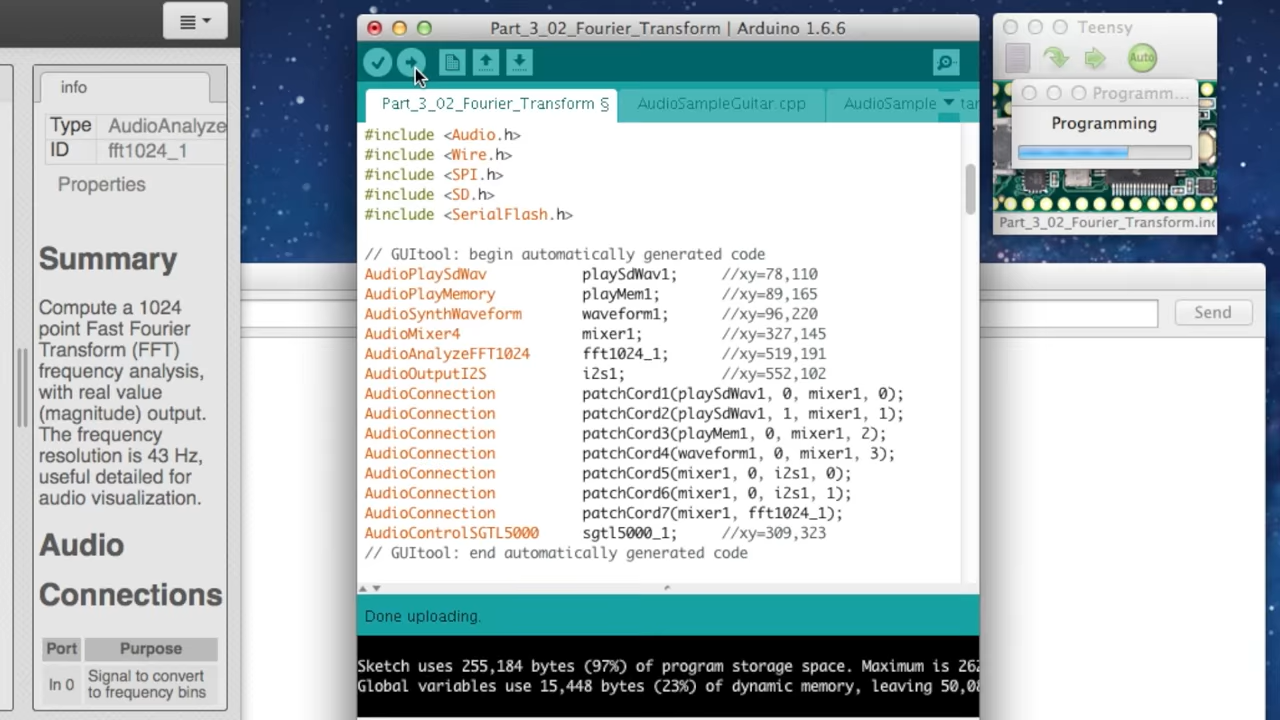 info
Type AudioAnalyze
ID fft1024_1
Properties
Summary
Compute a 1024
point Fast Fourier
Transform (FFT)
frequency analysis,
with real value
(magnitude) output.
The frequency
resolution is 43 Hz,
useful detailed for
audio visualization.
Audio
Connections
Port Purpose
In 0 Signal to convert
to frequency bins
Part_3_02_Fourier_Transform | Arduino 1.6.6
Part_3_02_Fourier_Transform § AudioSampleGuitar.cpp AudioSample tar
#include <Audio.h>
#include <Wire.h>
#include <SPI.h>
#include <SD.h>
#include <SerialFlash.h>
// GUItool: begin automatically generated code
AudioPlaySdWav playSdWav1; //xy=78,110
AudioPlayMemory playMem1; //xy=89,165
AudioSynthWaveform waveform1; //xy=96,220
AudioMixer4 mixer1; //xy=327,145
AudioAnalyzeFFT1024 fft1024_1; //xy=519,191
AudioOutputI2S i2s1; //xy=552,102
AudioConnection patchCord1(playSdWav1, 0, mixer1, 0);
AudioConnection patchCord2(playSdWav1, 1, mixer1, 1);
AudioConnection patchCord3(playMem1, 0, mixer1, 2);
AudioConnection patchCord4(waveform1, 0, mixer1, 3);
AudioConnection patchCord5(mixer1, 0, i2s1, 0);
AudioConnection patchCord6(mixer1, 0, i2s1, 1);
AudioConnection patchCord7(mixer1, fft1024_1);
AudioControlSGTL5000 sgtl5000_1; //xy=309,323
// GUItool: end automatically generated code
Done uploading.
Sketch uses 255,184 bytes (97%) of program storage space. Maximum is 262
Global variables use 15,448 bytes (23%) of dynamic memory, leaving 50,08
Teensy
Auto
Programm...
Programming
Part_3_02_Fourier_Transform.in
Send